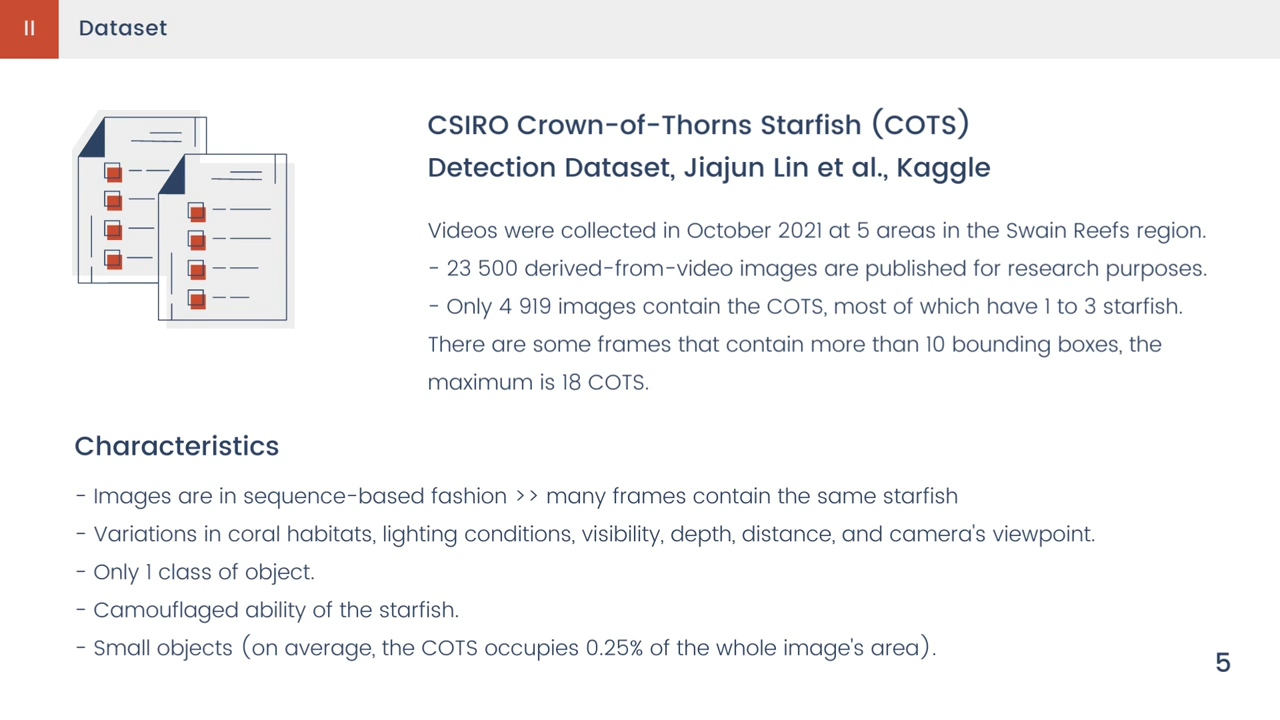 II
Dataset
CSIRO Crown-of-Thorns Starfish (COTS)
Detection Dataset, Jiajun Lin et al., Kaggle
Videos were collected in October 2021 at 5 areas in the Swain Reefs region.
- 23 500 derived-from-video images are published for research purposes.
- Only 4 919 images contain the COTS, most of which have 1 to 3 starfish.
There are some frames that contain more than 10 bounding boxes, the
maximum is 18 COTS.
Characteristics
- Images are in sequence-based fashion >> many frames contain the same starfish
- Variations in coral habitats, lighting conditions, visibility, depth, distance, and camera's viewpoint.
- Only 1 class of object.
- Camouflaged ability of the starfish.
- Small objects (on average, the COTS occupies 0.25% of the whole image's area).
5